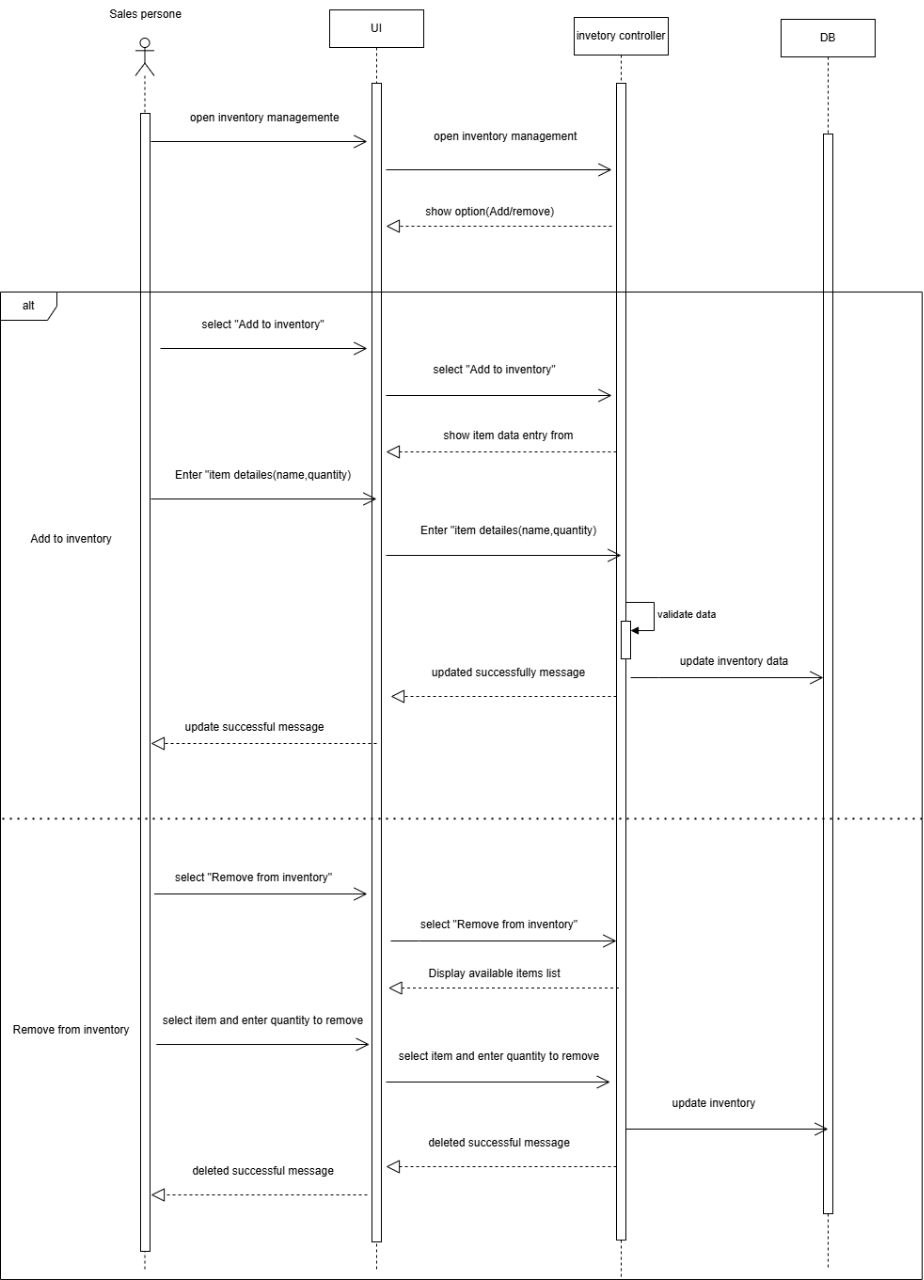 Sales persone
UI
invetory controller
DB
open inventory managemente
open inventory management
show option(Add/remove)
alt
select "Add to inventory"
select "Add to inventory"
show item data entry from
Enter "item detailes(name,quantity)
Enter "item detailes(name,quantity)
Add to inventory
validate data
update inventory data
updated successfully message
update successful message
select "Remove from inventory"
select "Remove from inventory"
Display available items list
select item and enter quantity to remove
Remove from inventory
select item and enter quantity to remove
update inventory
deleted successful message
deleted successful message